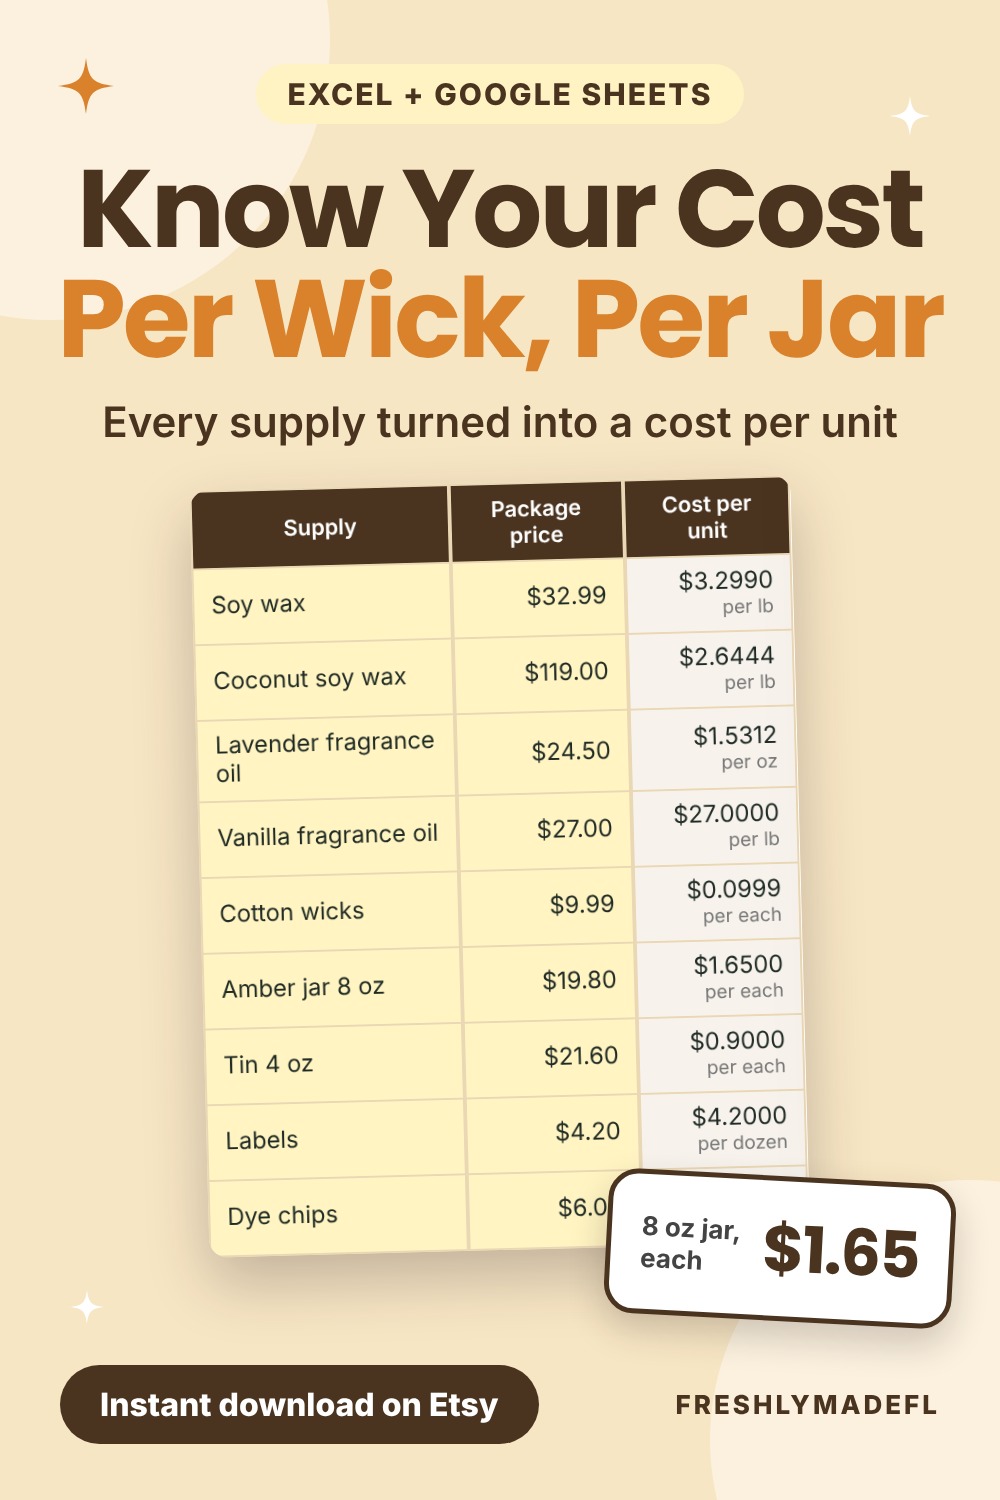 EXCEL + GOOGLE SHEETS
Know Your Cost
Per Wick, Per Jar
Every supply turned into a cost per unit
Supply
Package
price
Cost per
unit
Soy wax
$32.99
$3.2990
per lb
Coconut soy wax
$119.00
$2.6444
per lb
Lavender fragrance
oil
$24.50
$1.5312
per oz
Vanilla fragrance oil
$27.00
$27.0000
per lb
Cotton wicks
$9.99
$0.0999
per each
Amber jar 8 oz
$19.80
$1.6500
per each
Tin 4 oz
$21.60
$0.9000
per each
Labels
$4.20
$4.2000
per dozen
Dye chips
$6.0
8 oz jar,
each
$1.65
Instant download on Etsy
FRESHLYMADEFL